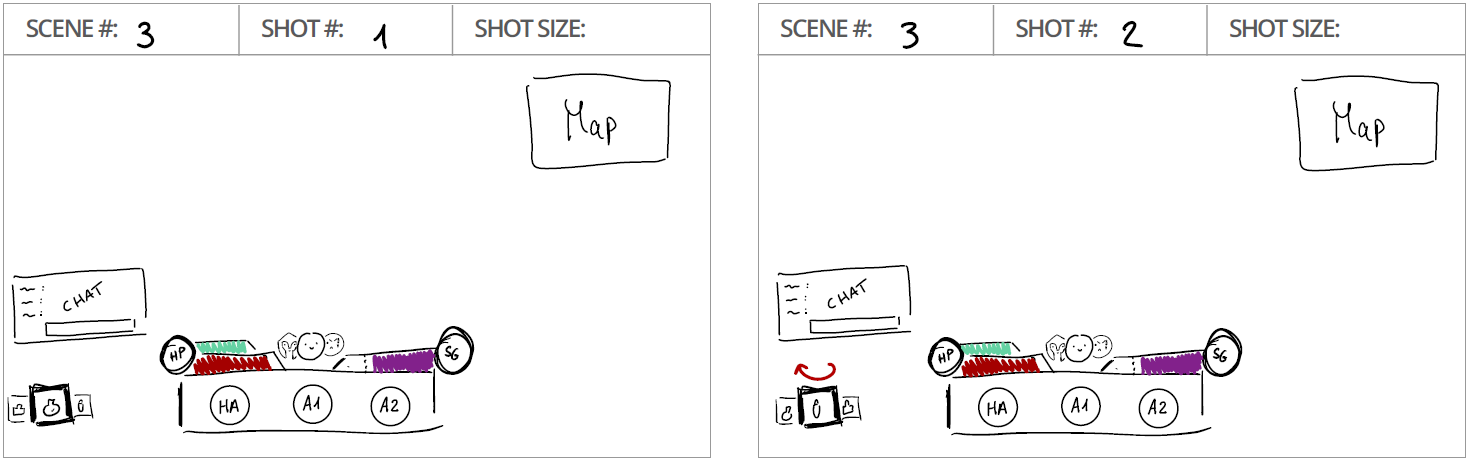 SCENE #: 3 SHOT #: 1 SHOT SIZE:
Map
CHAT
HP SG
HA A1 A2
SCENE #: 3 SHOT #: 2 SHOT SIZE:
Map
CHAT
HP SG
HA A1 A2